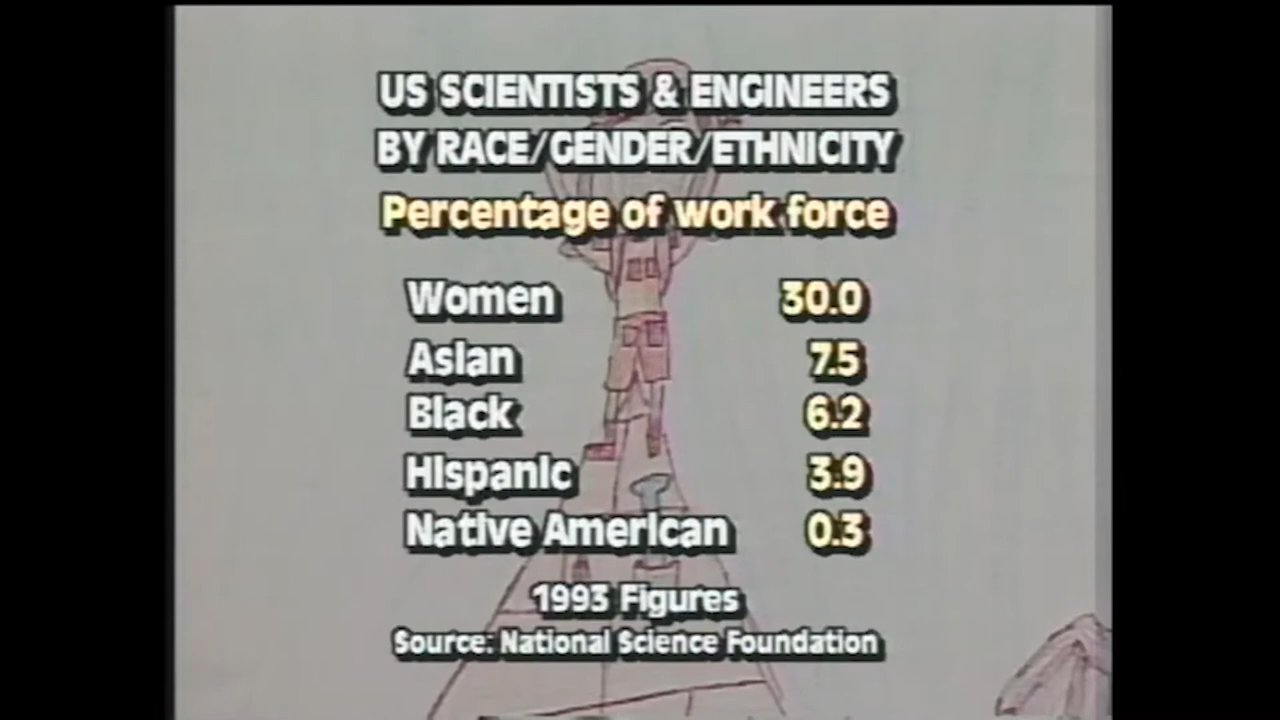 US SCIENTISTS & ENGINEERS
BY RACE/GENDER/ETHNICITY
Percentage of work force
Women 30.0
Asian 7.5
Black 6.2
Hispanic 3.9
Native American 0.3
1993 Figures
Source: National Science Foundation